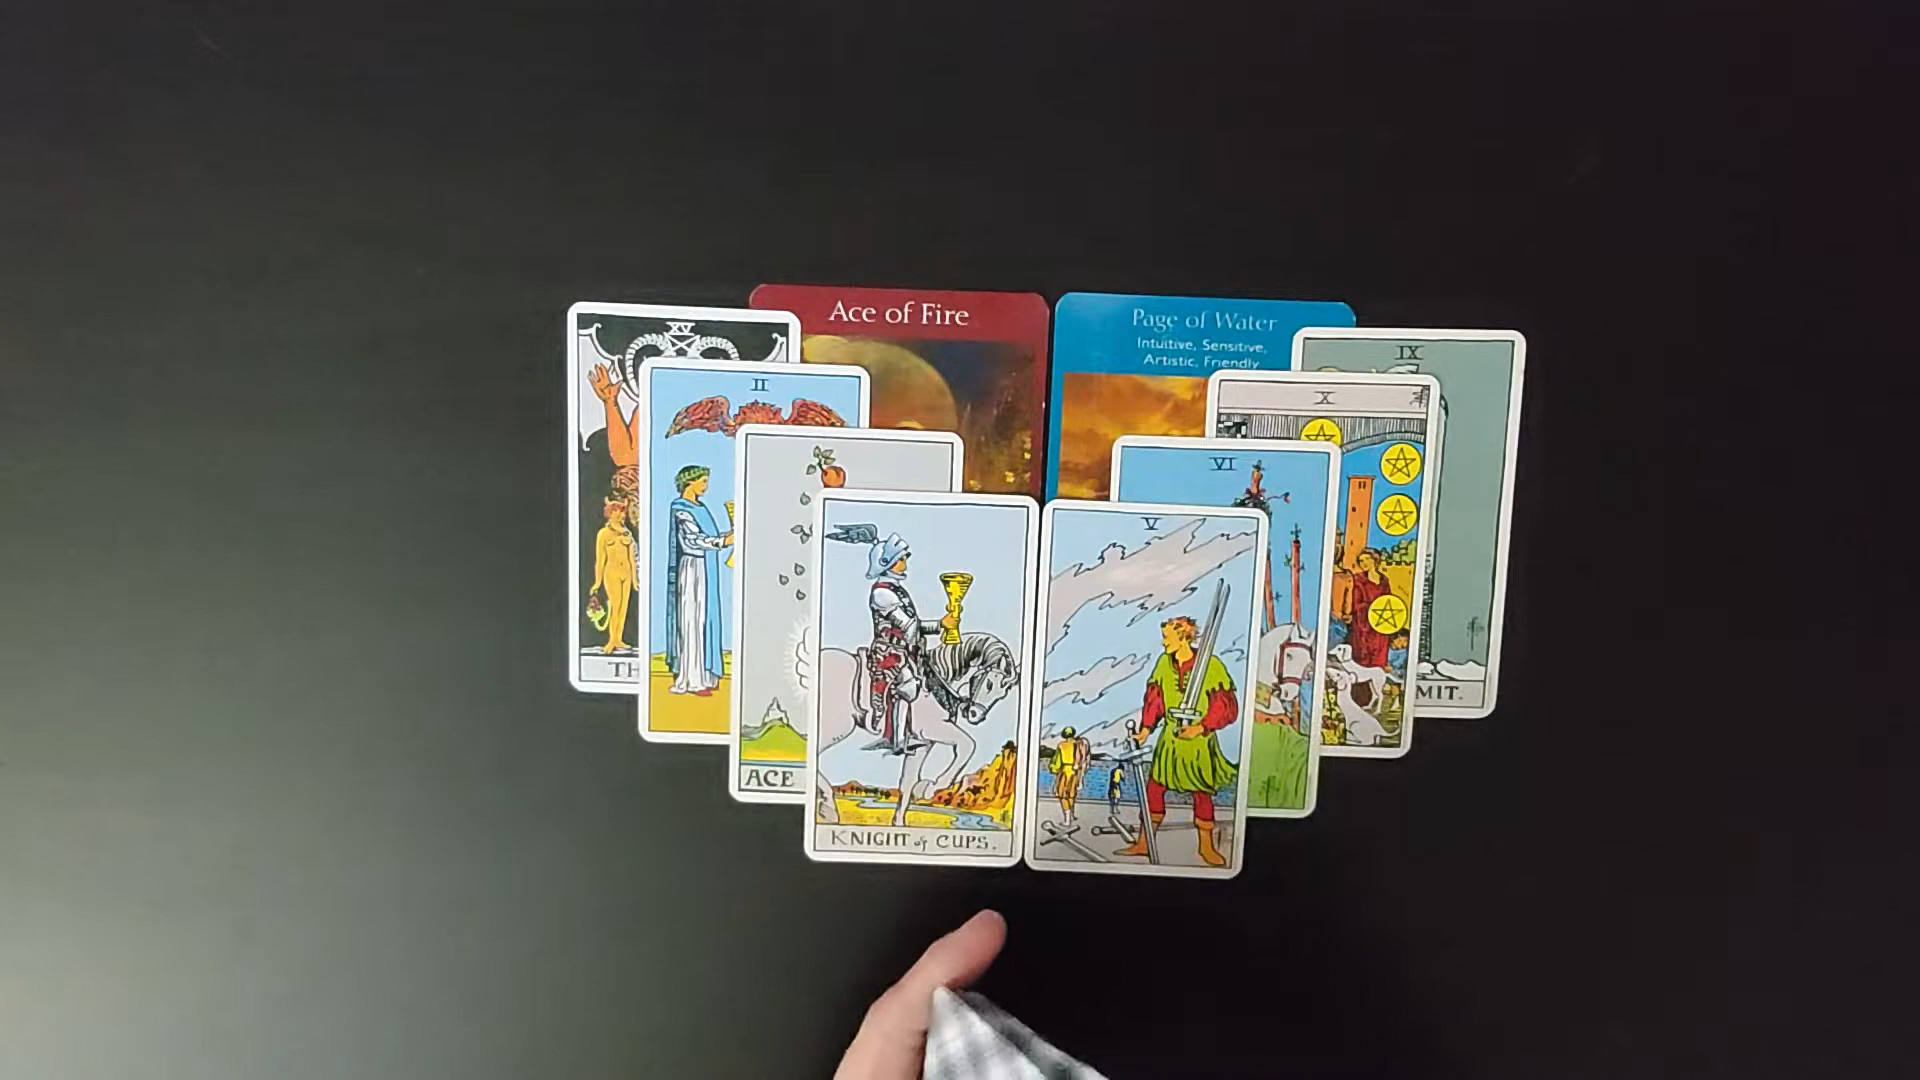 Ace of Fire
Page of Water
Intuitive, Sensitive,
Artistic, Friendly
XV
IX
II
X
VI
V
TH
MIT.
ACE
KNIGHT of CUPS.